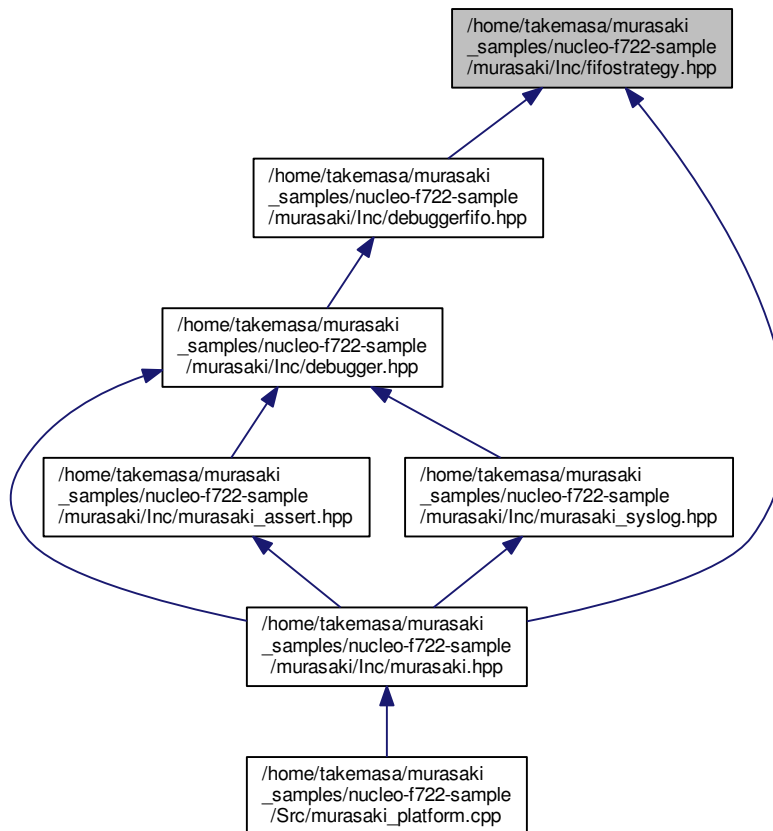 /home/takemasa/murasaki
_samples/nucleo-f722-sample
/murasaki/Inc/fifostrategy.hpp
/home/takemasa/murasaki
_samples/nucleo-f722-sample
/murasaki/Inc/debuggerfifo.hpp
/home/takemasa/murasaki
_samples/nucleo-f722-sample
/murasaki/Inc/debugger.hpp
/home/takemasa/murasaki
_samples/nucleo-f722-sample
/murasaki/Inc/murasaki_assert.hpp
/home/takemasa/murasaki
_samples/nucleo-f722-sample
/murasaki/Inc/murasaki_syslog.hpp
/home/takemasa/murasaki
_samples/nucleo-f722-sample
/murasaki/Inc/murasaki.hpp
/home/takemasa/murasaki
_samples/nucleo-f722-sample
/Src/murasaki_platform.cpp